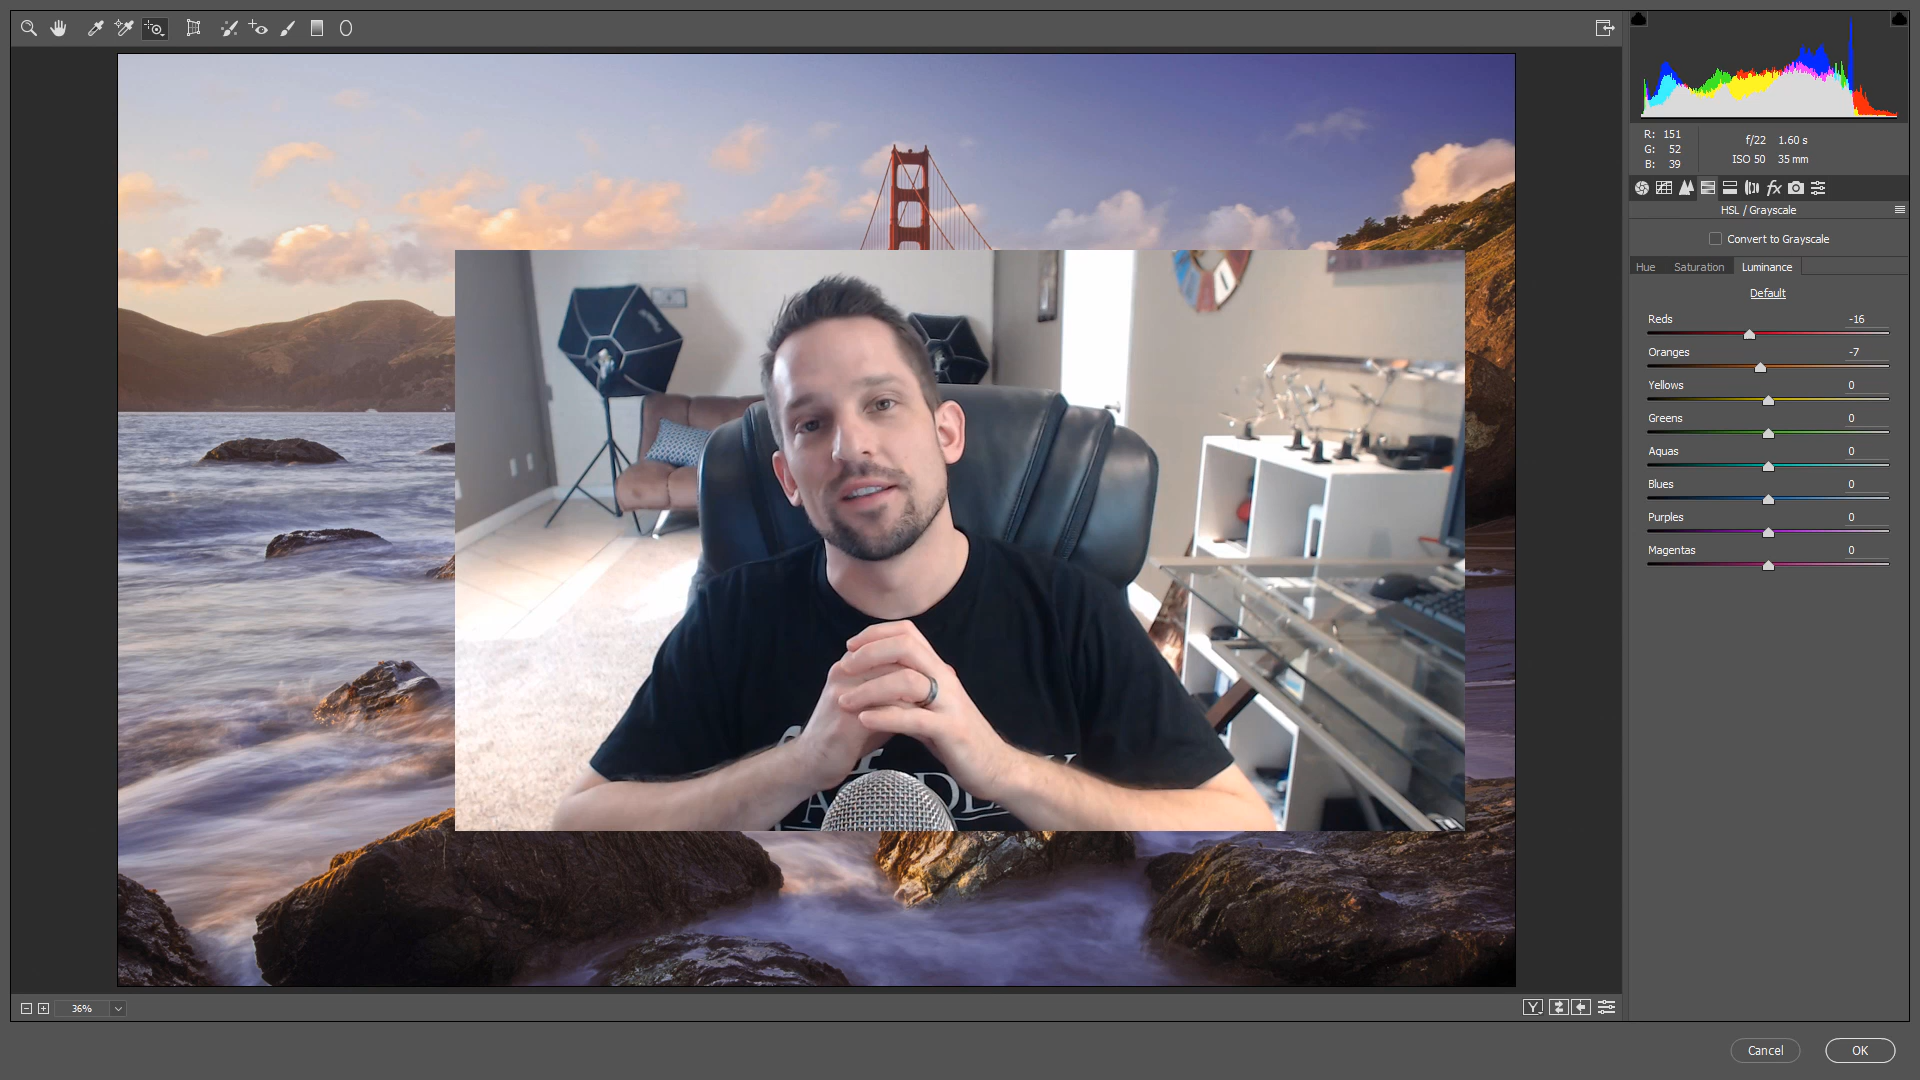 R: 151
G: 52
B: 39
f/22 1.60 s
ISO 50 35 mm
fx
HSL / Grayscale
Convert to Grayscale
Hue Saturation Luminance
Default
Reds -16
Oranges -7
Yellows 0
Greens 0
Aquas 0
Blues 0
Purples 0
Magentas 0
36%
Y
Cancel OK